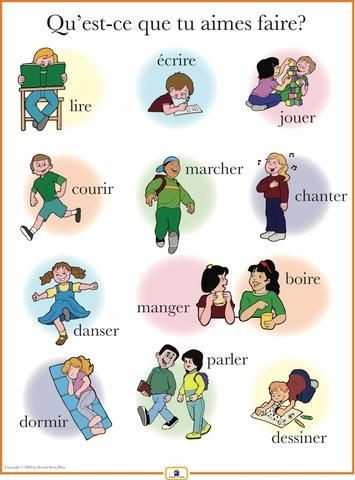 Qu'est-ce que tu aimes faire?
lire
écrire
jouer
courir
marcher
chanter
danser
manger
boire
dormir
parler
dessiner